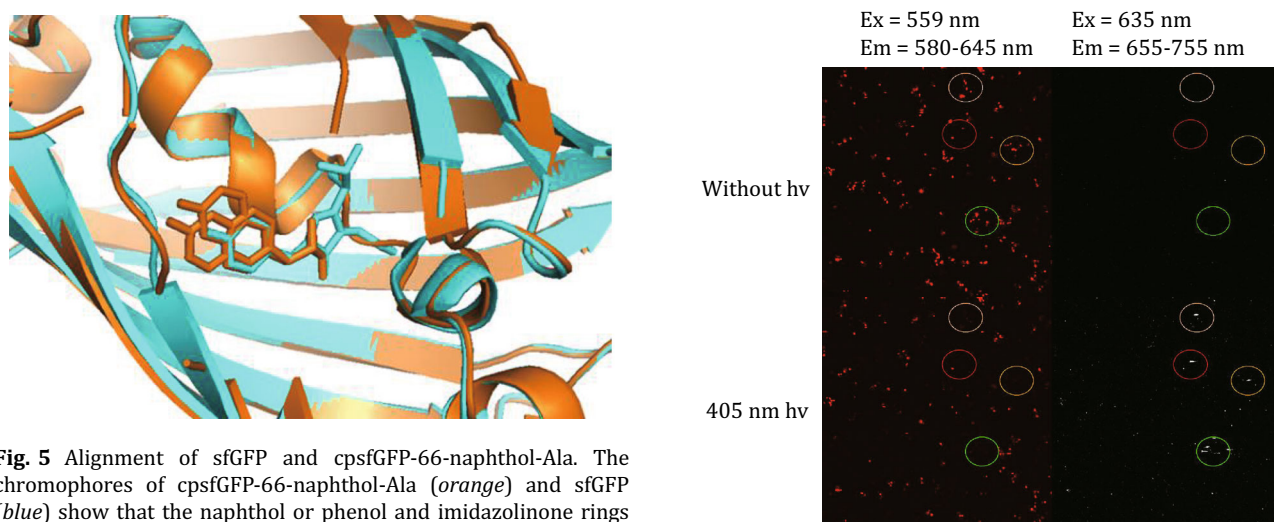 Ex = 559 nm
Em = 580-645 nm
Ex = 635 nm
Em = 655-755 nm
Without hv
405 nm hv
Fig. 5 Alignment of sfGFP and cpsfGFP-66-naphthol-Ala. The
chromophores of cpsfGFP-66-naphthol-Ala (orange) and sfGFP
(blue) show that the naphthol or phenol and imidazolinone rings